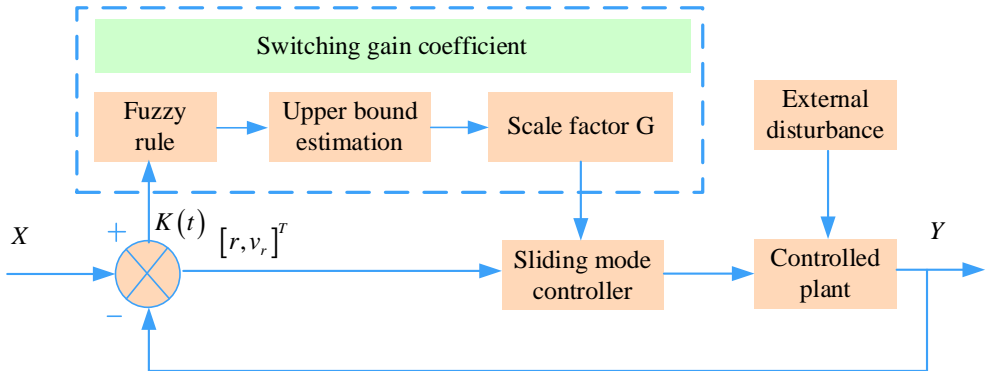 Switching gain coefficient
Fuzzy
rule
Upper bound
estimation
Scale factor G
External
disturbance
X
+
K(t)
[r, v_r]^T
−
Sliding mode
controller
Controlled
plant
Y